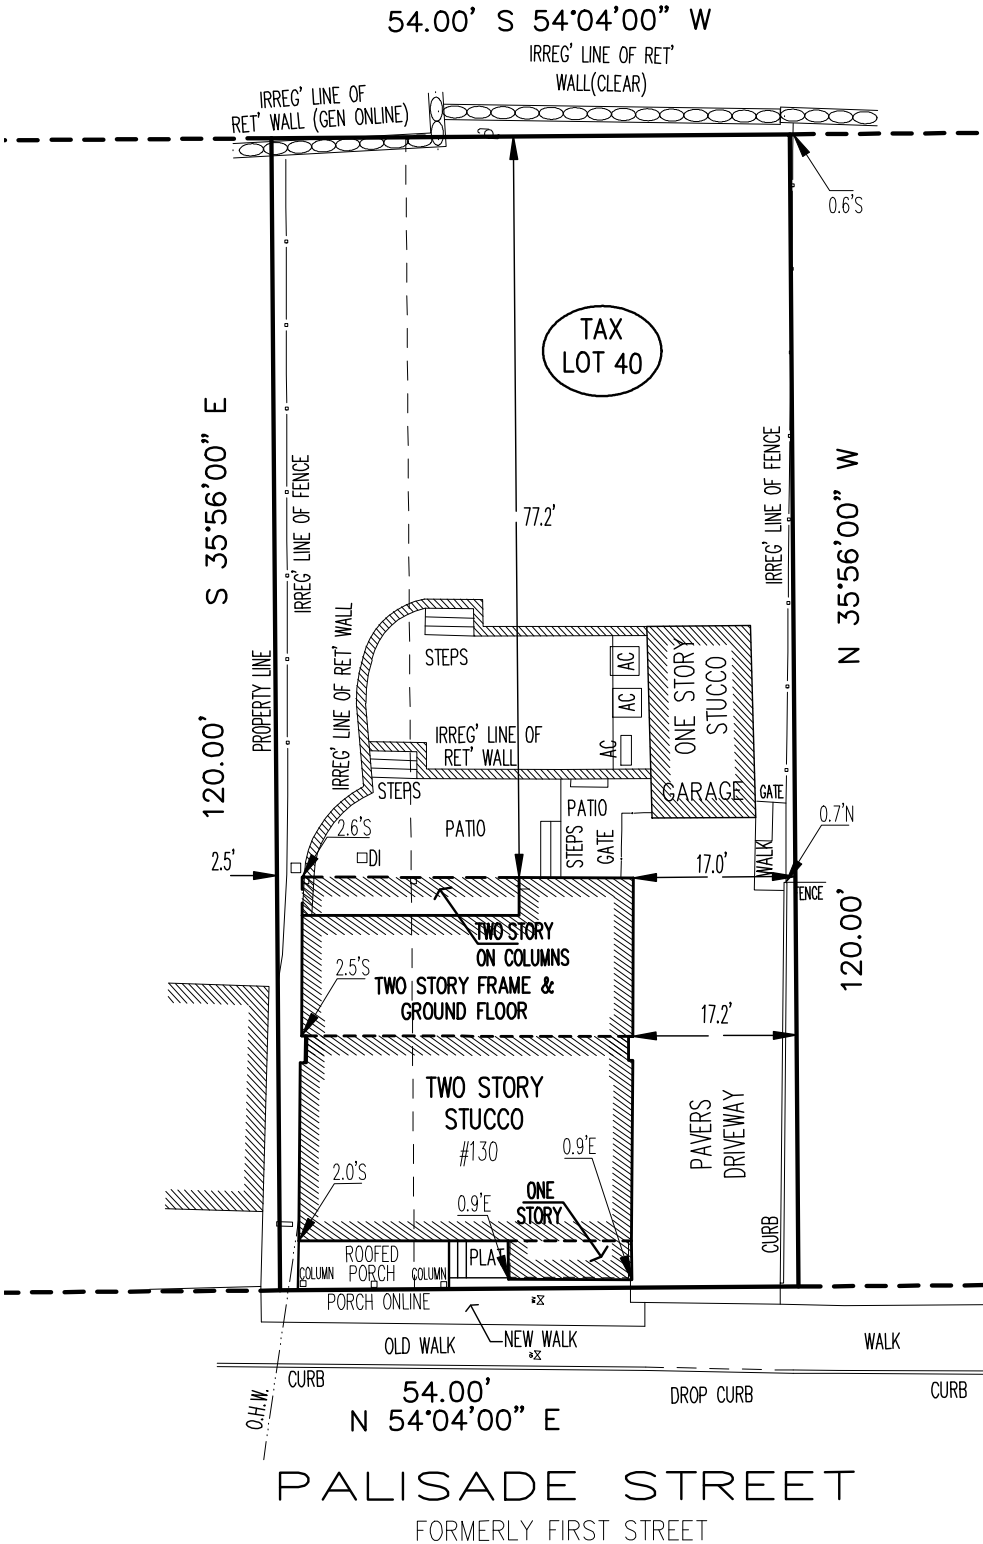 54.00' S 54°04'00" W
IRREG' LINE OF RET'
WALL(CLEAR)
IRREG' LINE OF
RET' WALL (GEN ONLINE)
0.6'S
TAX
LOT 40
S 35°56'00" E
IRREG' LINE OF FENCE
77.2'
IRREG' LINE OF FENCE
N 35°56'00" W
PROPERTY LINE
120.00'
IRREG' LINE OF RET' WALL
STEPS
AC
AC
AC
ONE STORY
STUCCO
GARAGE
IRREG' LINE OF
RET' WALL
STEPS
PATIO
PATIO
STEPS
GATE
GATE
WALK
0.7'N
2.6'S
DI
2.5'
17.0'
FENCE
120.00'
TWO STORY
ON COLUMNS
2.5'S
TWO STORY FRAME &
GROUND FLOOR
17.2'
TWO STORY
STUCCO
#130
PAVERS
DRIVEWAY
0.9'E
2.0'S
0.9'E
ONE
STORY
CURB
ROOFED
PORCH
COLUMN
COLUMN
PLAT
PORCH ONLINE
OLD WALK
NEW WALK
WALK
CURB
DROP CURB
CURB
O.H.W.
54.00'
N 54°04'00" E
PALISADE STREET
FORMERLY FIRST STREET